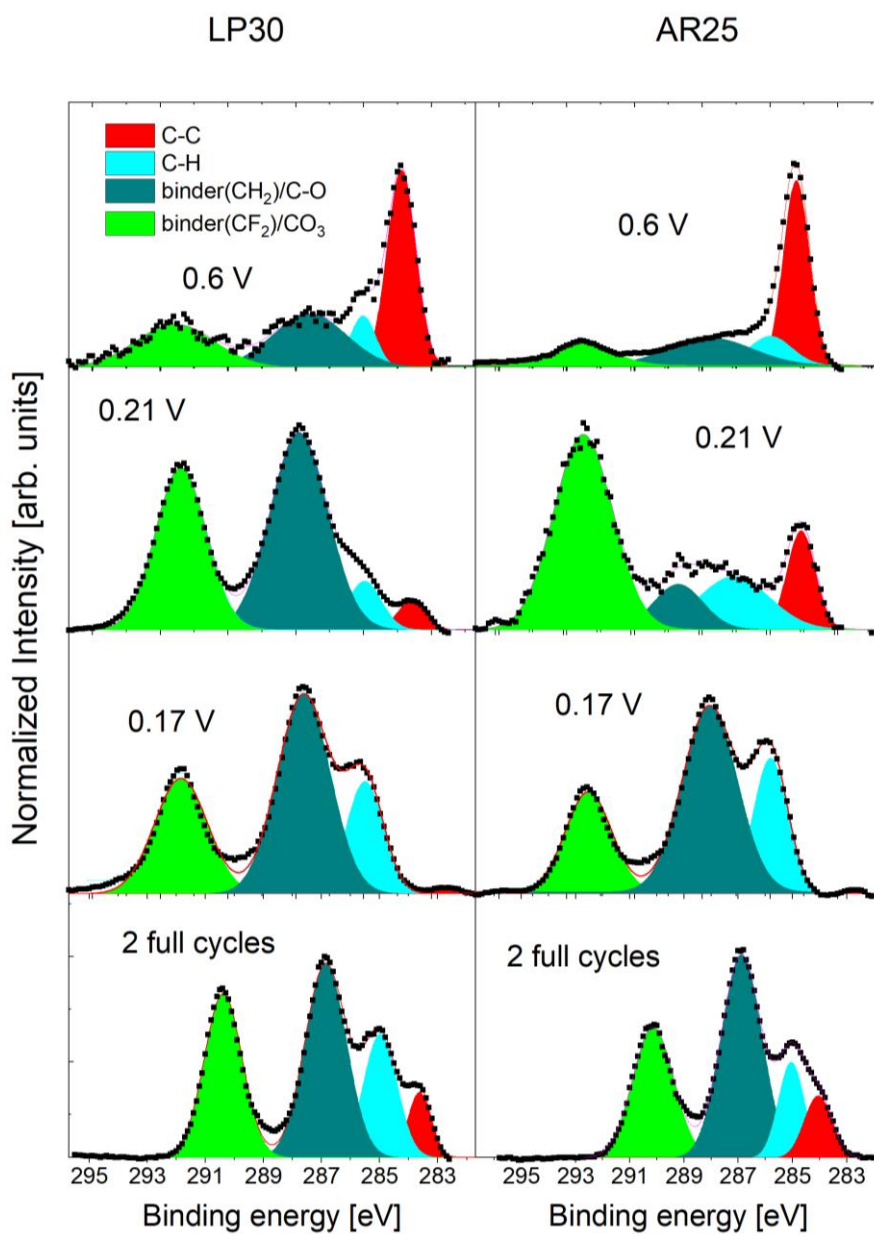 LP30
AR25
C-C
C-H
binder(CH₂)/C-O
binder(CF₂)/CO₃
0.6 V
0.6 V
0.21 V
0.21 V
0.17 V
0.17 V
2 full cycles
2 full cycles
Normalized Intensity [arb. units]
295 293 291 289 287 285 283
295 293 291 289 287 285 283
Binding energy [eV]
Binding energy [eV]